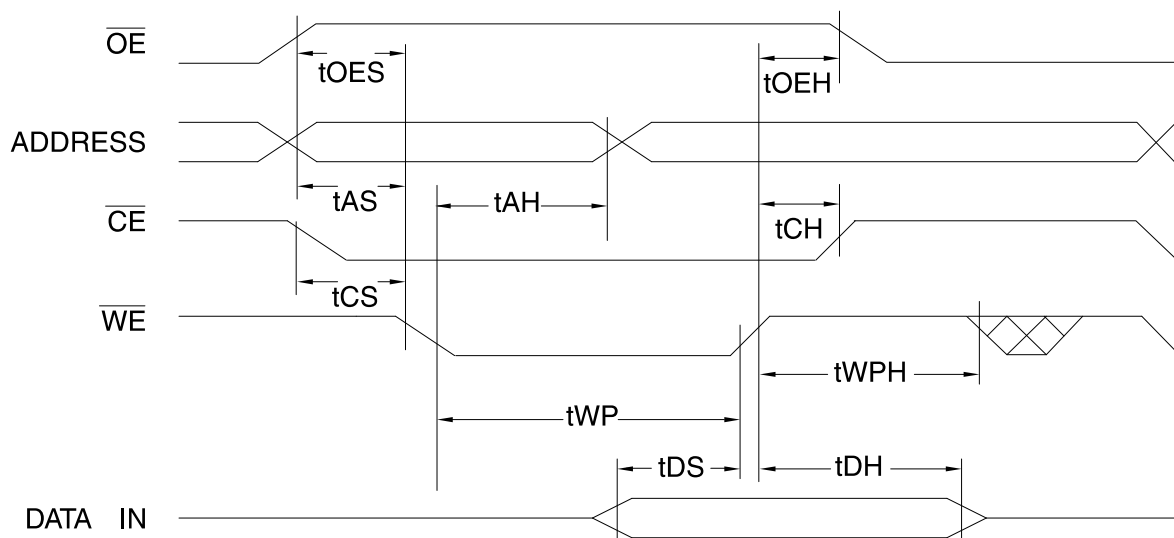 OE
tOES
tOEH
ADDRESS
tAS
tAH
CE
tCH
tCS
WE
tWPH
tWP
tDS
tDH
DATA IN